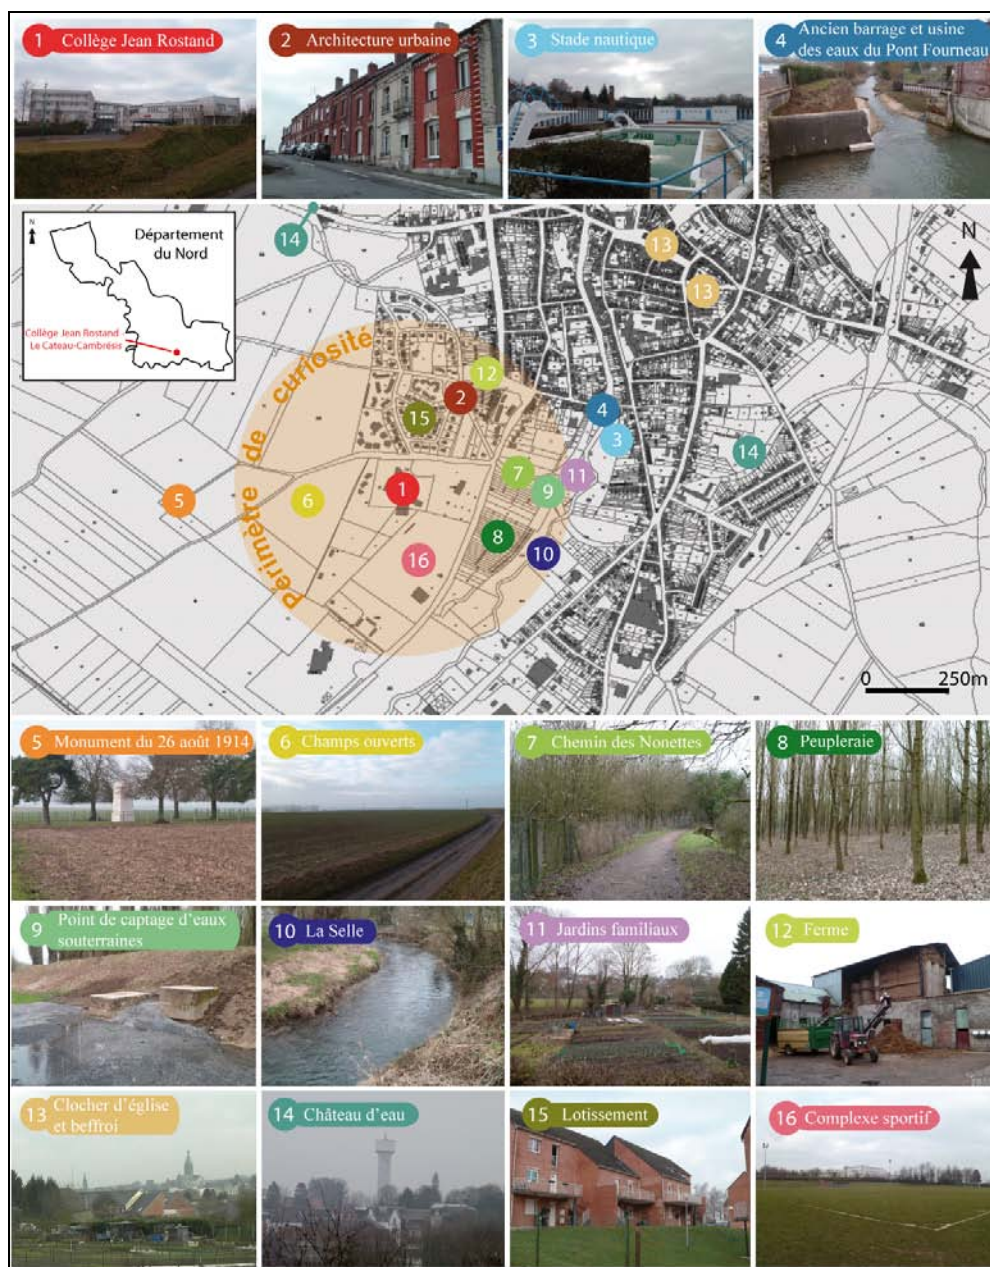 1 Collège Jean Rostand
2 Architecture urbaine
3 Stade nautique
4 Ancien barrage et usine
des eaux du Pont Fourneau
N
Département
du Nord
Collège Jean Rostand
Le Cateau-Cambrésis
14
13
13
N
Périmètre de curiosité
12
2
15
4
3
14
5
6
1
7
11
9
8
10
16
0 250m
5 Monument du 26 août 1914
6 Champs ouverts
7 Chemin des Nonettes
8 Peupleraie
9 Point de captage d'eaux
souterraines
10 La Selle
11 Jardins familiaux
12 Ferme
13 Clocher d'église
et beffroi
14 Château d'eau
15 Lotissement
16 Complexe sportif